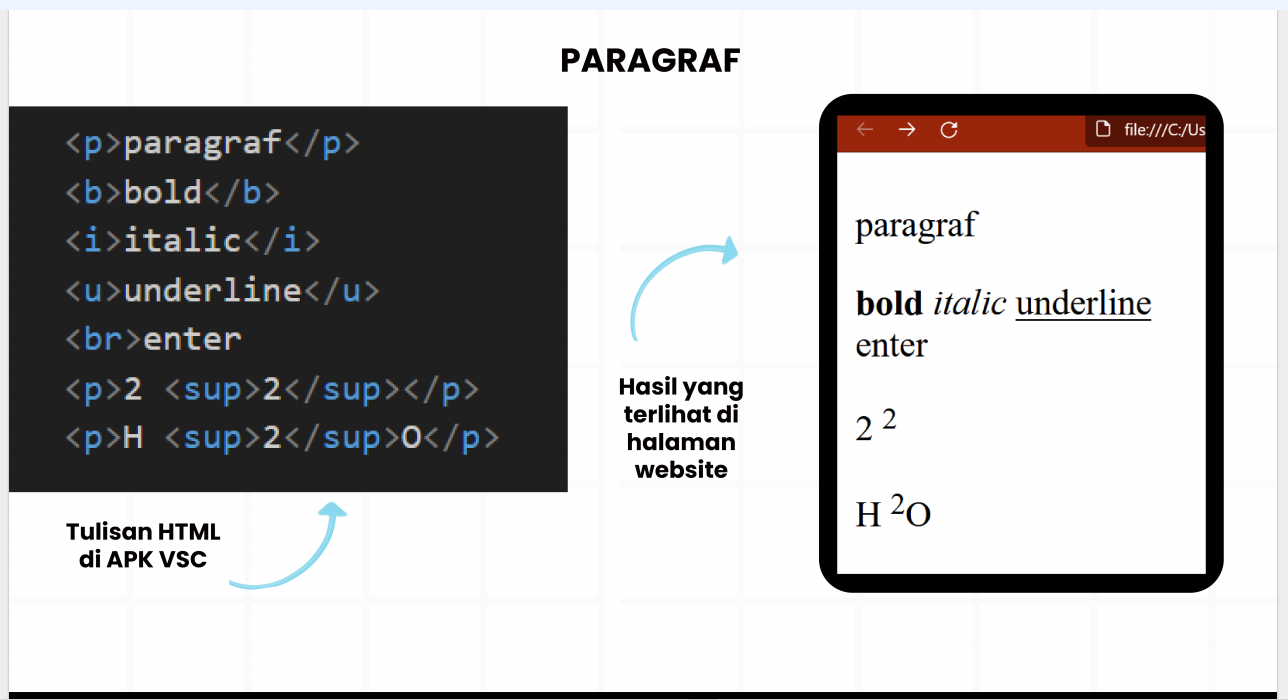 PARAGRAF
<p>paragraf</p>
<b>bold</b>
<i>italic</i>
<u>underline</u>
<br>enter
<p>2 <sup>2</sup></p>
<p>H <sup>2</sup>O</p>
Tulisan HTML
di APK VSC
Hasil yang
terlihat di
halaman
website
file:///C:/Us
paragraf
bold italic underline
enter
2 2
H 2O